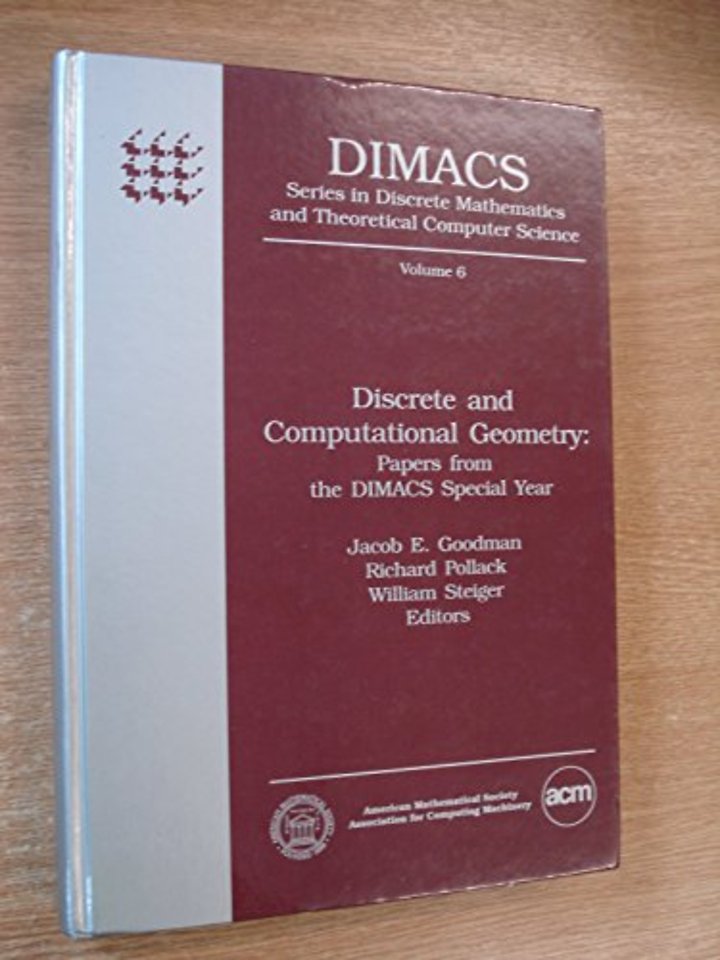 DIMACS
Series in Discrete Mathematics
and Theoretical Computer Science
Volume 6
Discrete and
Computational Geometry:
Papers from
the DIMACS Special Year
Jacob E. Goodman
Richard Pollack
William Steiger
Editors
American Mathematical Society
Association for Computing Machinery
acm